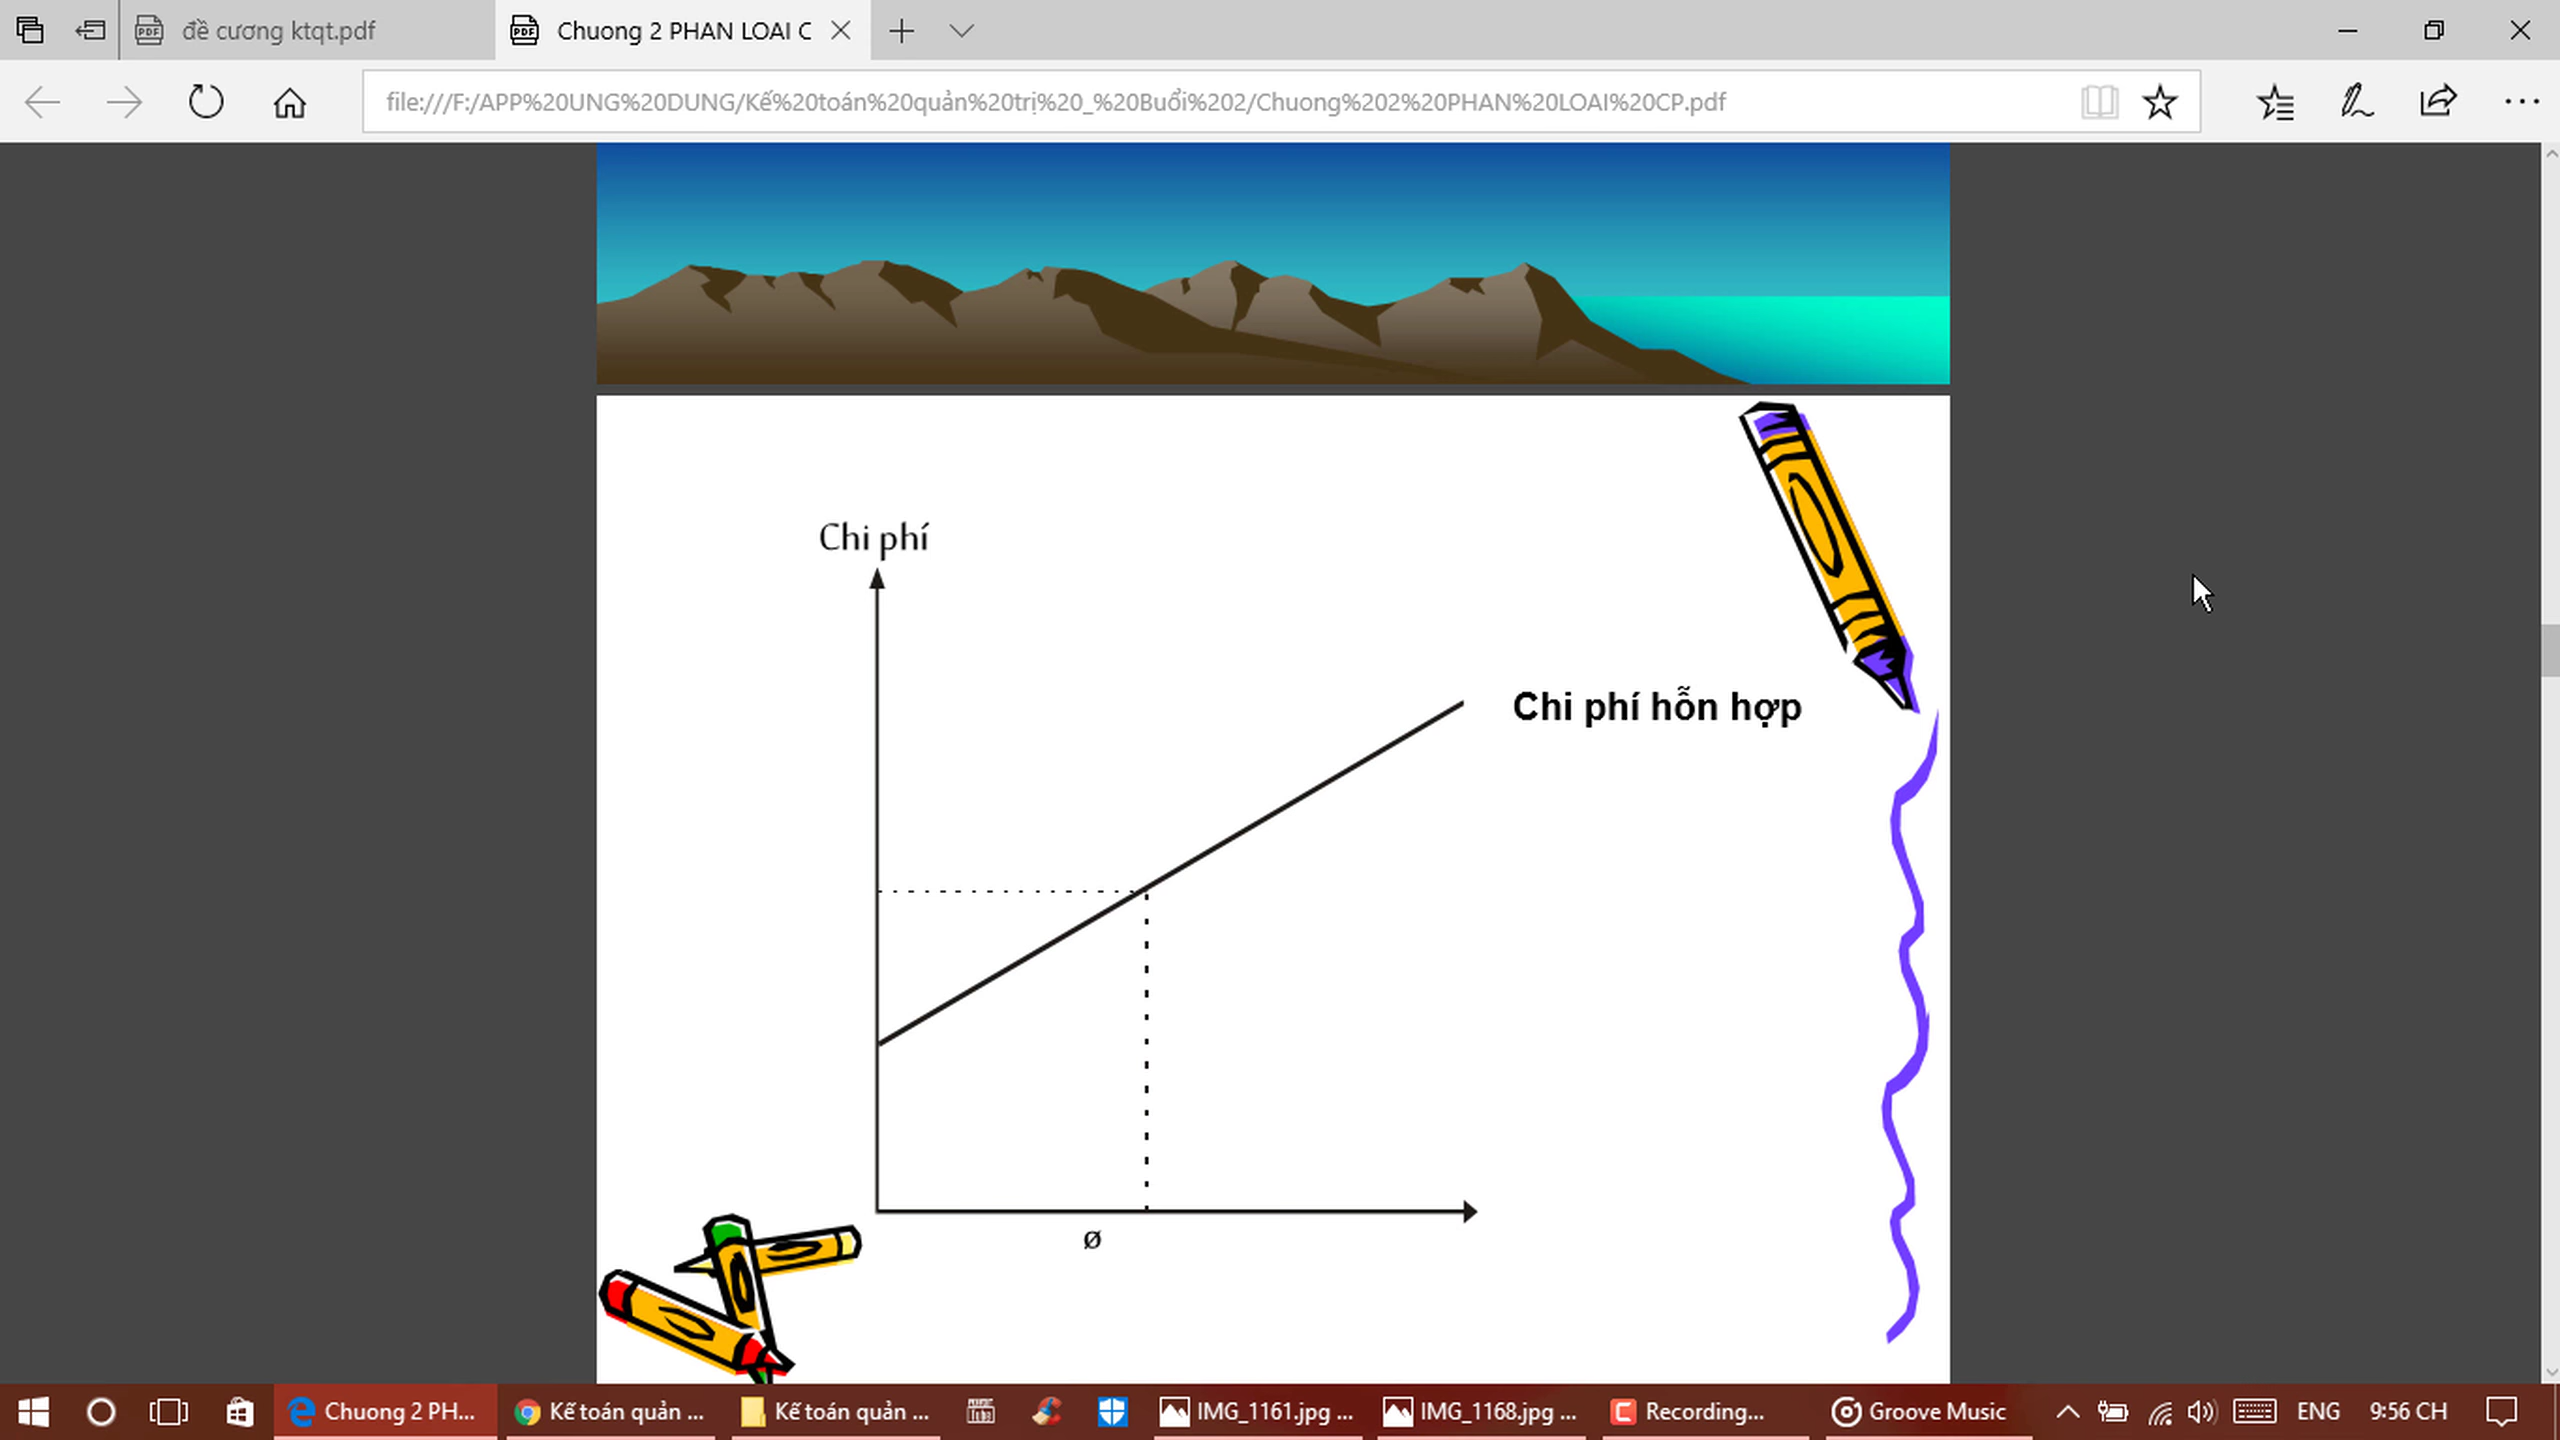 đề cương ktqt.pdf
Chuong 2 PHAN LOAI C
file:///F:/APP%20UNG%20DUNG/Kế%20toán%20quản%20trị%20_%20Buổi%202/Chuong%202%20PHAN%20LOAI%20CP.pdf
Chi phí
Chi phí hỗn hợp
ø
Chuong 2 PH...
Kế toán quản ...
Kế toán quản ...
IMG_1161.jpg ...
IMG_1168.jpg ...
Recording...
Groove Music
ENG
9:56 CH